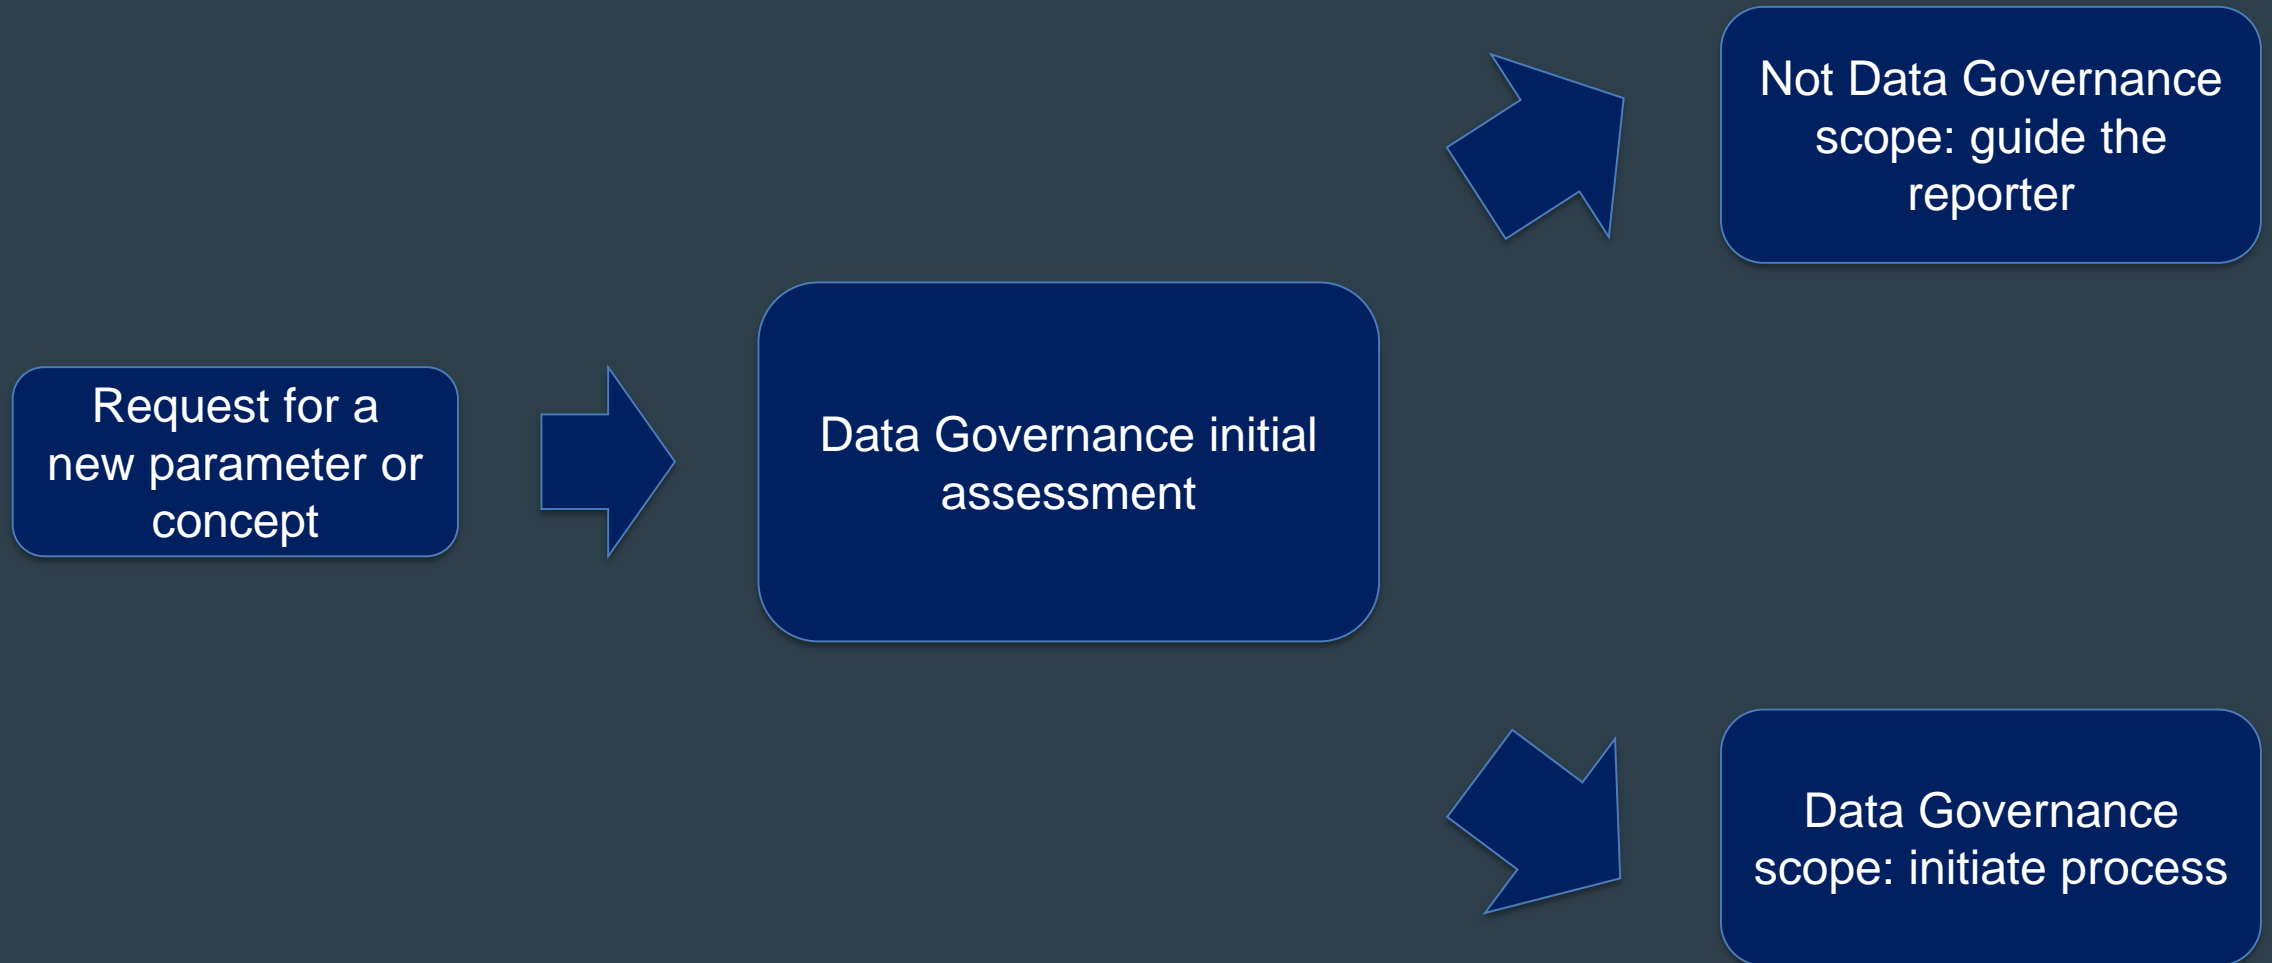 Request for a
new parameter or
concept
Data Governance initial
assessment
Not Data Governance
scope: guide the
reporter
Data Governance
scope: initiate process